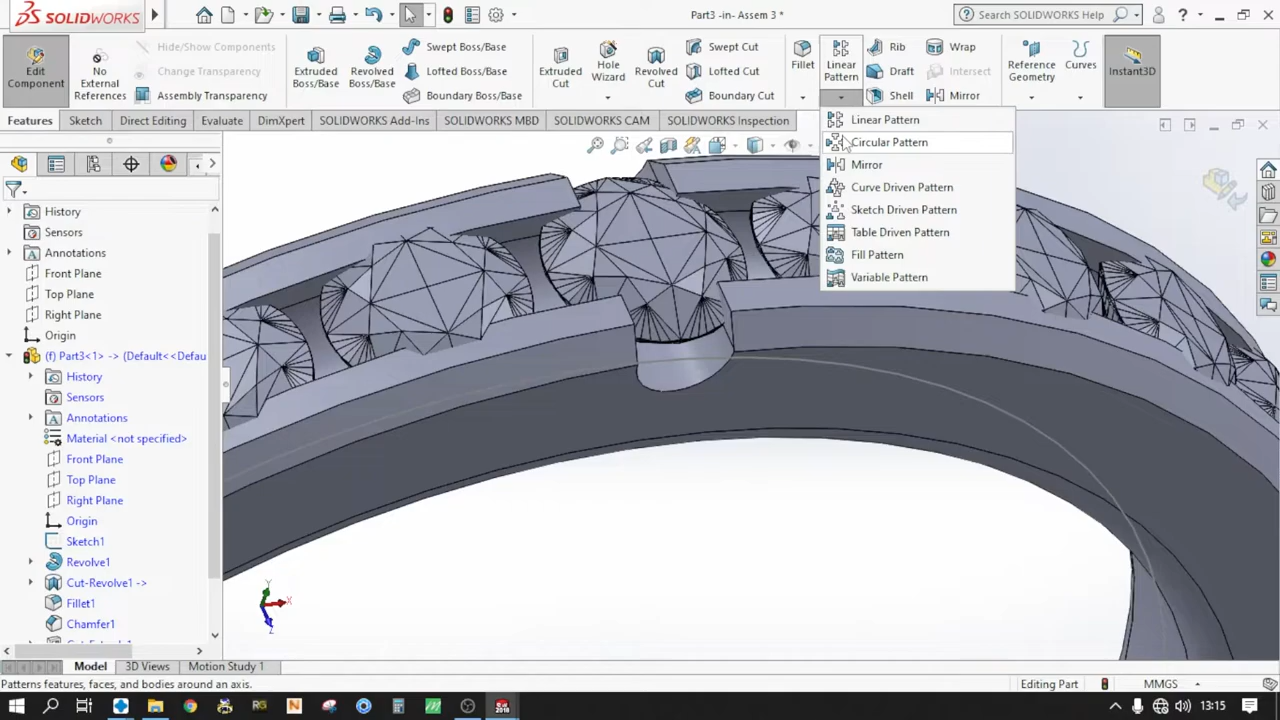 SOLIDWORKS
Part3 -in- Assem 3 *
Search SOLIDWORKS Help
?
Edit
Component
No
External
References
Hide/Show Components
Change Transparency
Assembly Transparency
Extruded
Boss/Base
Revolved
Boss/Base
Swept Boss/Base
Lofted Boss/Base
Boundary Boss/Base
Extruded
Cut
Hole
Wizard
Revolved
Cut
Swept Cut
Lofted Cut
Boundary Cut
Fillet
Linear
Pattern
Rib
Draft
Shell
Wrap
Intersect
Mirror
Reference
Geometry
Curves
Instant3D
Features
Sketch
Direct Editing
Evaluate
DimXpert
SOLIDWORKS Add-Ins
SOLIDWORKS MBD
SOLIDWORKS CAM
SOLIDWORKS Inspection
Linear Pattern
Circular Pattern
Mirror
Curve Driven Pattern
Sketch Driven Pattern
Table Driven Pattern
Fill Pattern
Variable Pattern
History
Sensors
Annotations
Front Plane
Top Plane
Right Plane
Origin
(f) Part3<1> -> (Default<<Defau
History
Sensors
Annotations
Material <not specified>
Front Plane
Top Plane
Right Plane
Origin
Sketch1
Revolve1
Cut-Revolve1 ->
Fillet1
Chamfer1
Y
X
Z
Model
3D Views
Motion Study 1
Patterns features, faces, and bodies around an axis.
Editing Part
MMGS
RG
N
2018
13:15